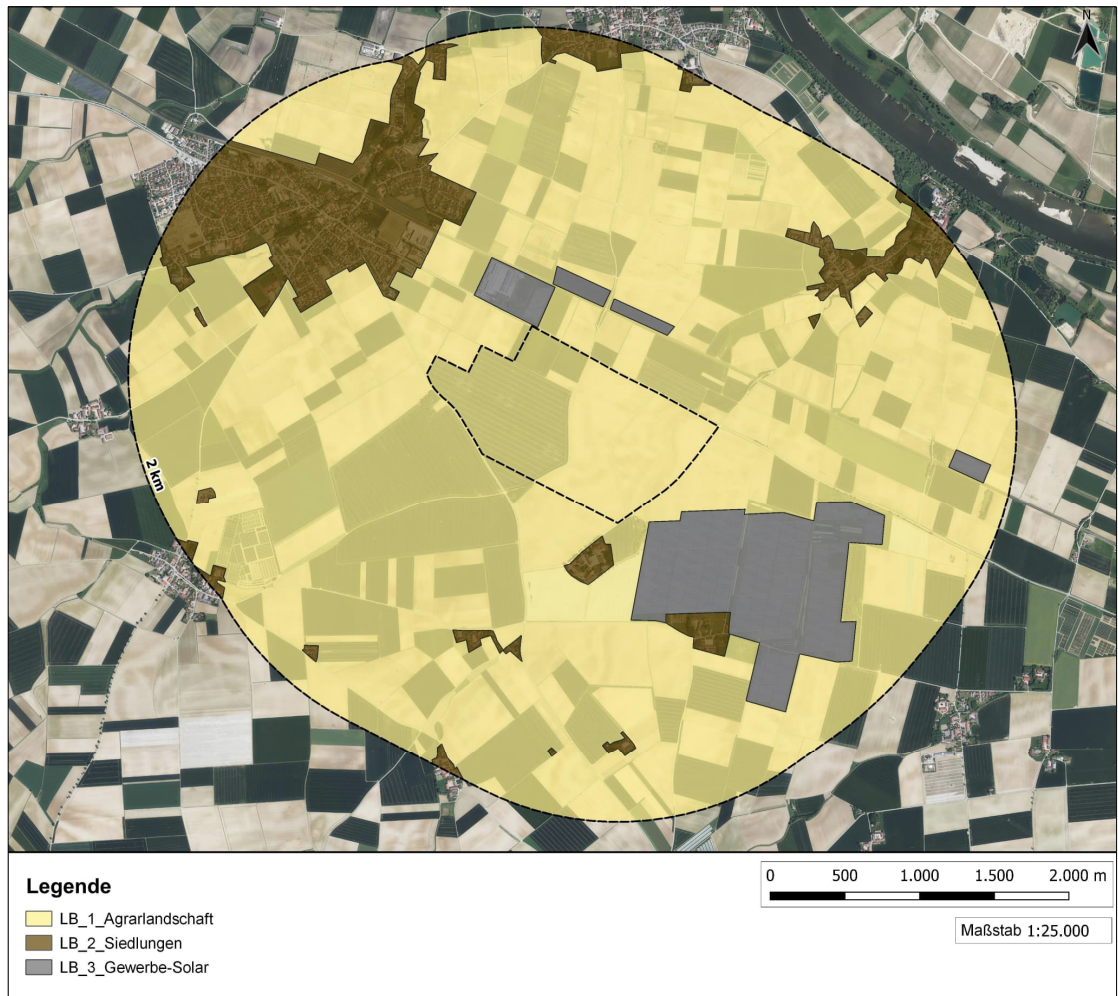 N
2 km
Legende
LB_1_Agrarlandschaft
LB_2_Siedlungen
LB_3_Gewerbe-Solar
0 500 1.000 1.500 2.000 m
Maßstab 1:25.000